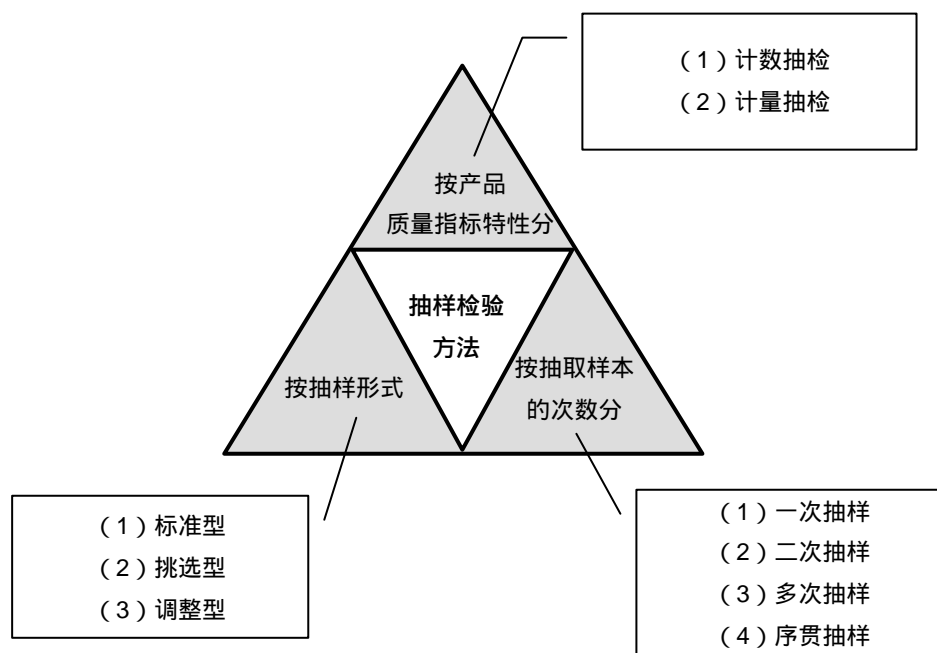 （1）计数抽检
（2）计量抽检
按产品
质量指标特性分
抽样检验
方法
按抽样形式
按抽取样本
的次数分
（1）标准型
（2）挑选型
（3）调整型
（1）一次抽样
（2）二次抽样
（3）多次抽样
（4）序贯抽样